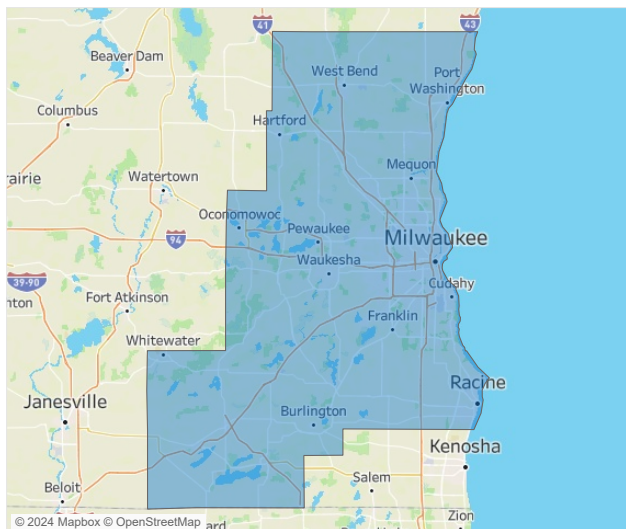 41
43
Beaver Dam
West Bend
Port
Washington
Columbus
Hartford
Mequon
rairie
Watertown
Oconomowoc
Pewaukee
Milwaukee
94
Waukesha
39-90
Cudahy
nton
Fort Atkinson
Franklin
Whitewater
Racine
Janesville
Burlington
Kenosha
Salem
Beloit
Zion
© 2024 Mapbox © OpenStreetMap
ard